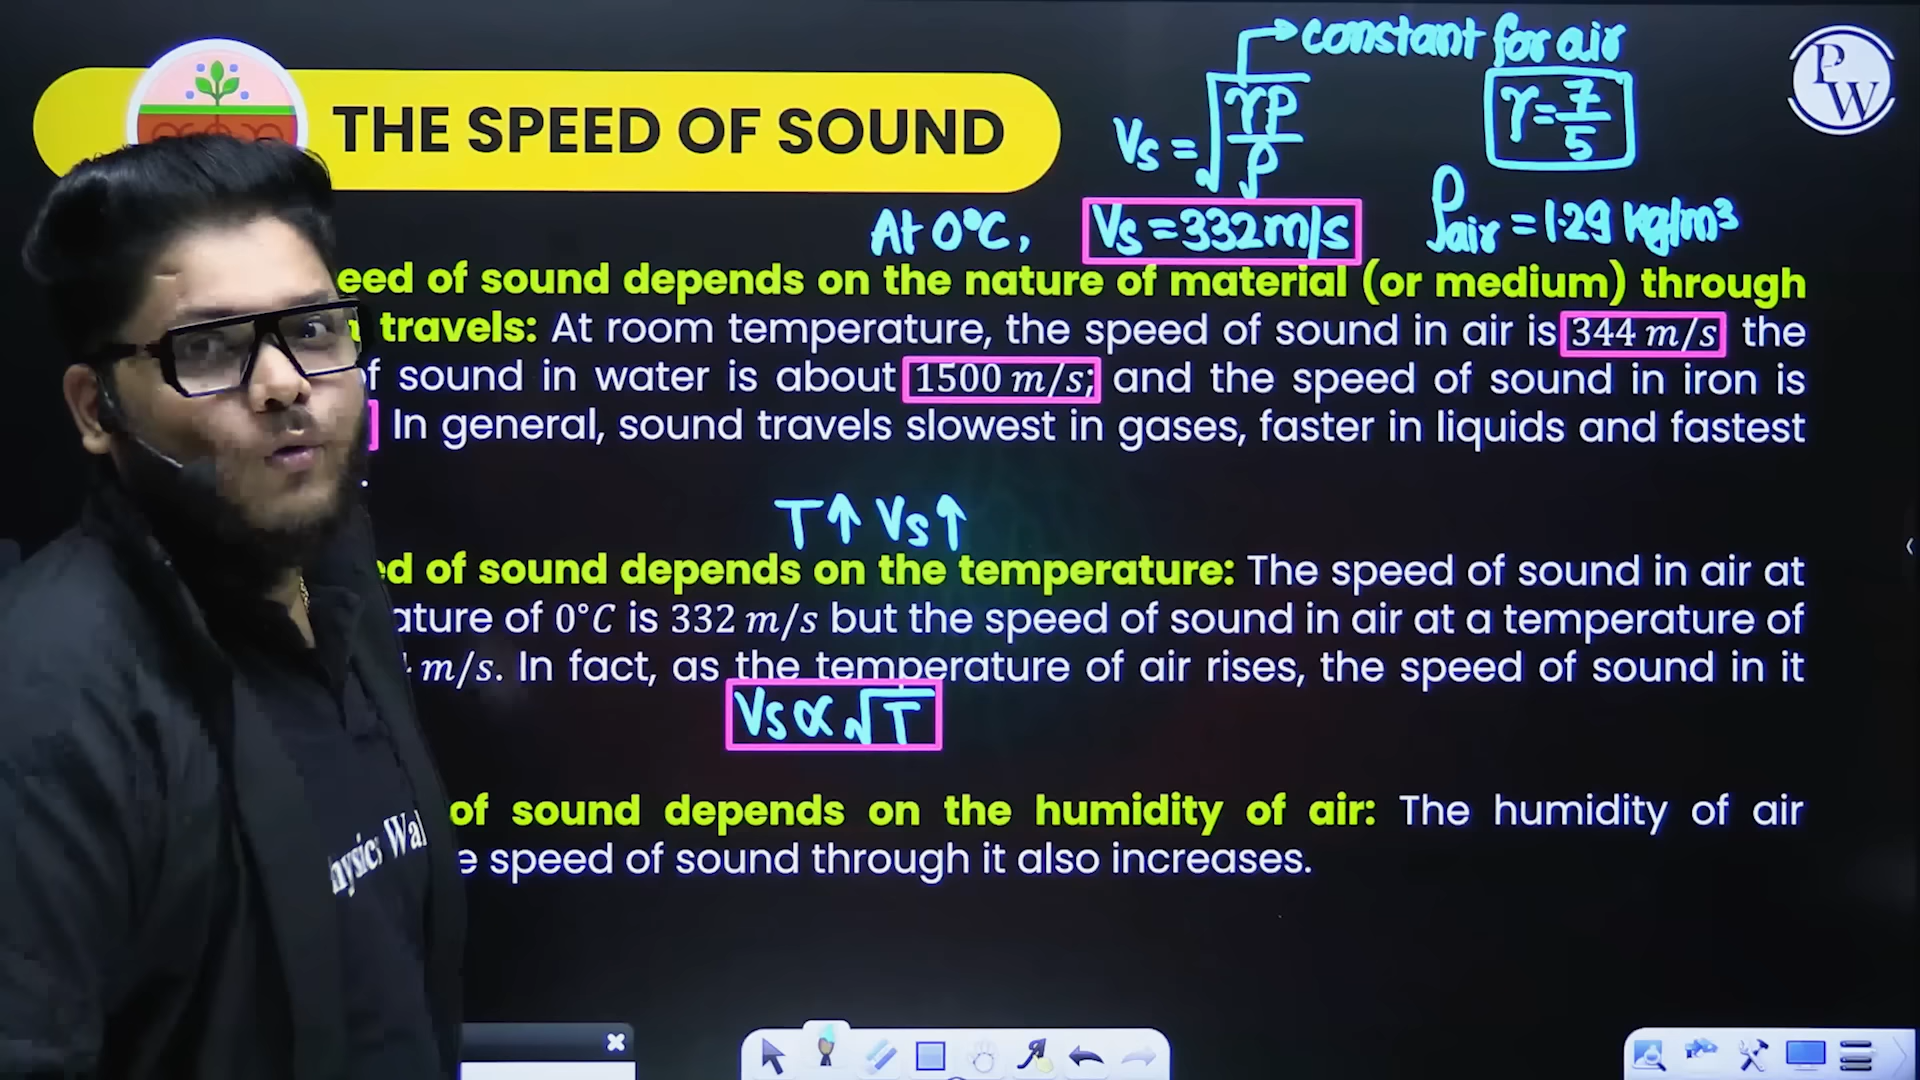 constant for air
PW
THE SPEED OF SOUND
Vs = √γP/ρ
γ = 7/5
At 0°C, Vs = 332 m/s
ρair = 1.29 kg/m³
eed of sound depends on the nature of material (or medium) through
travels: At room temperature, the speed of sound in air is 344 m/s the
of sound in water is about 1500 m/s; and the speed of sound in iron is
In general, sound travels slowest in gases, faster in liquids and fastest
.
T↑ Vs↑
ed of sound depends on the temperature: The speed of sound in air at
ature of 0°C is 332 m/s but the speed of sound in air at a temperature of
m/s. In fact, as the temperature of air rises, the speed of sound in it
Vs ∝ √T
of sound depends on the humidity of air: The humidity of air
e speed of sound through it also increases.
hysics Wal